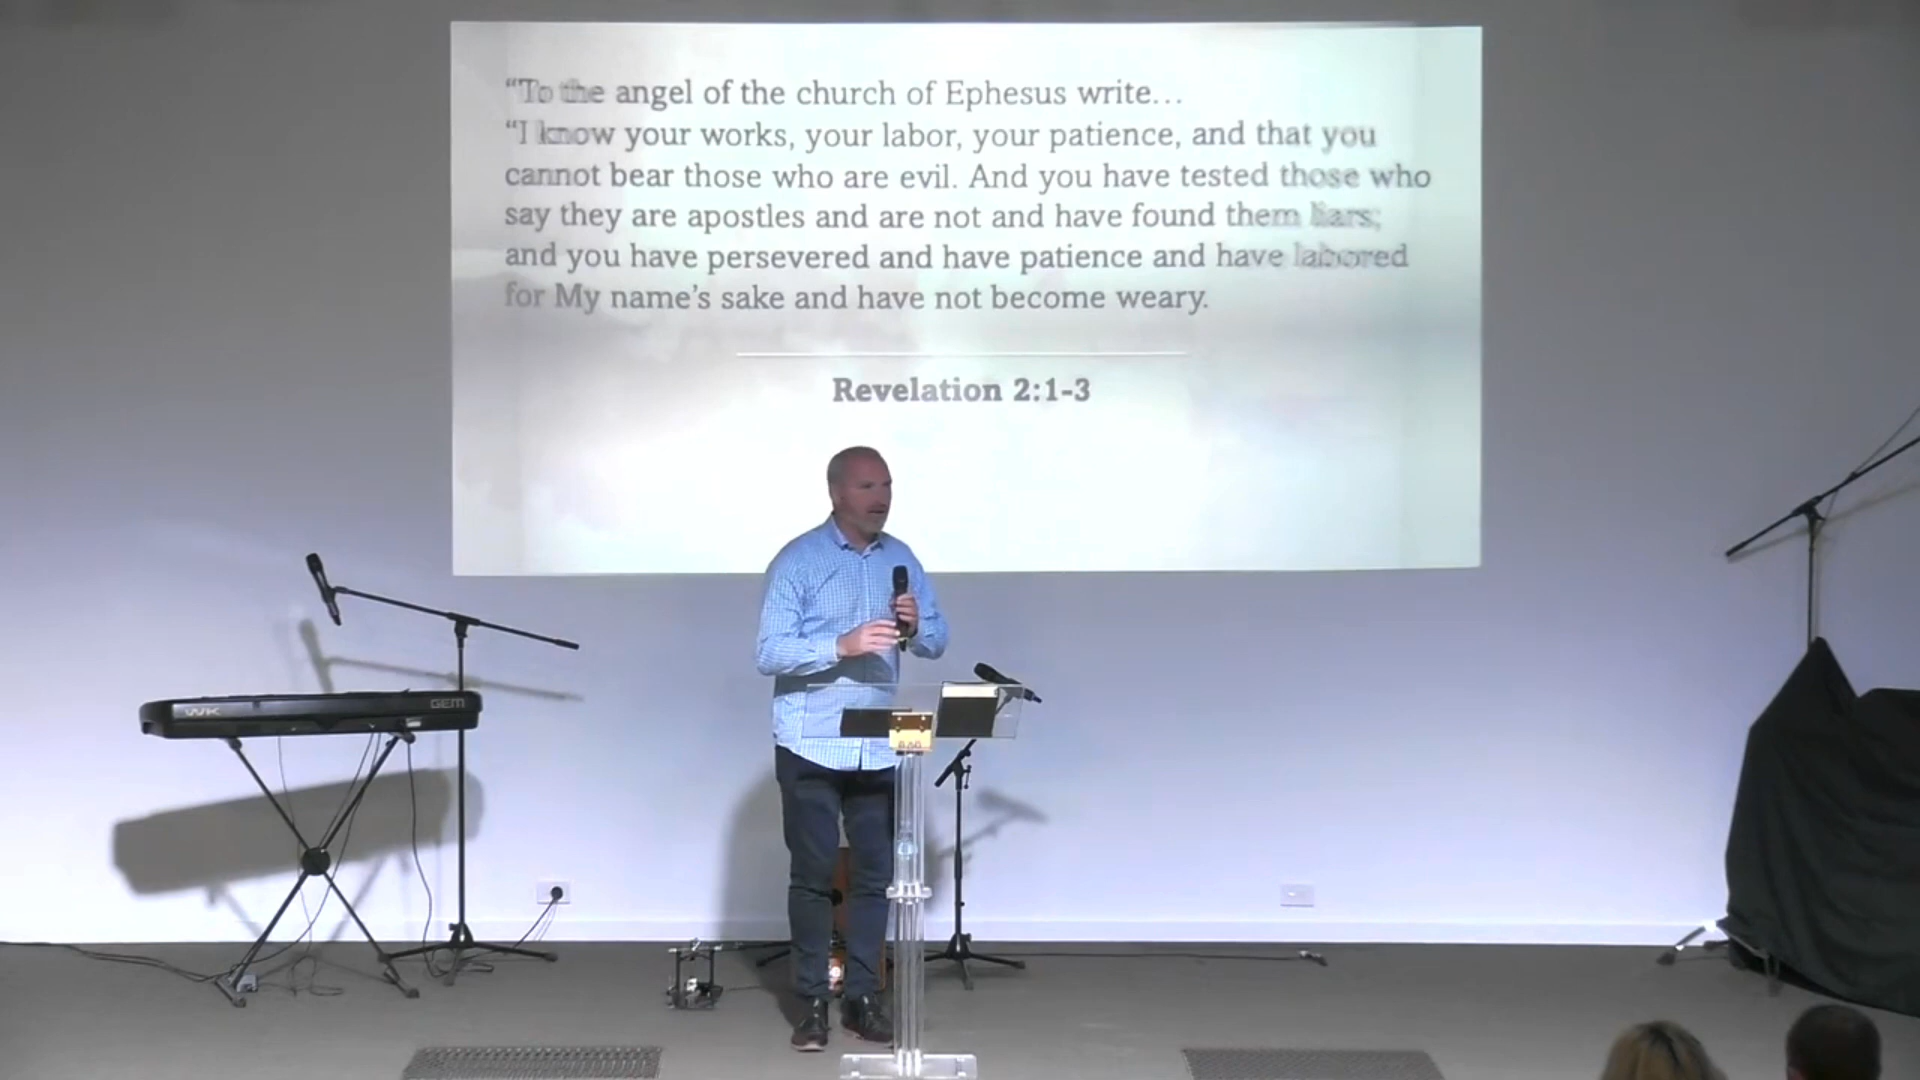 “To the angel of the church of Ephesus write…
“I know your works, your labor, your patience, and that you
cannot bear those who are evil. And you have tested those who
say they are apostles and are not and have found them liars;
and you have persevered and have patience and have labored
for My name’s sake and have not become weary.
Revelation 2:1-3
WK GEM